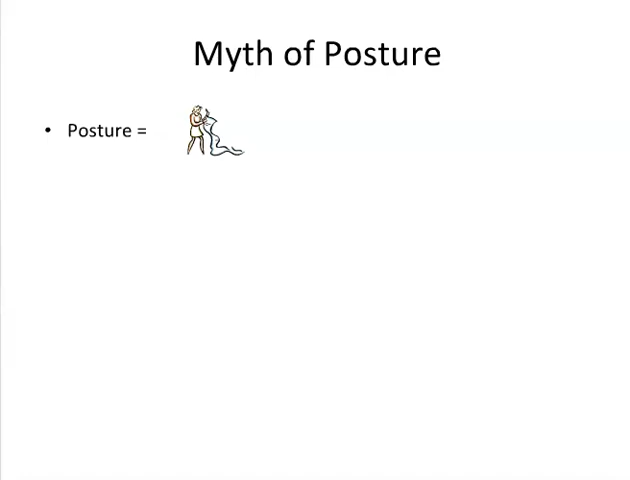 Myth of Posture
• Posture =